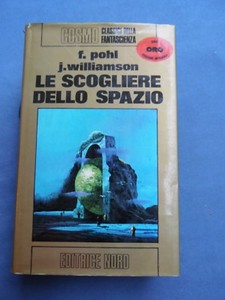 COSMO
CLASSICI DELLA
FANTASCIENZA
ORO
f. pohl
j.williamson
LE SCOGLIERE
DELLO SPAZIO
EDITRICE NORD